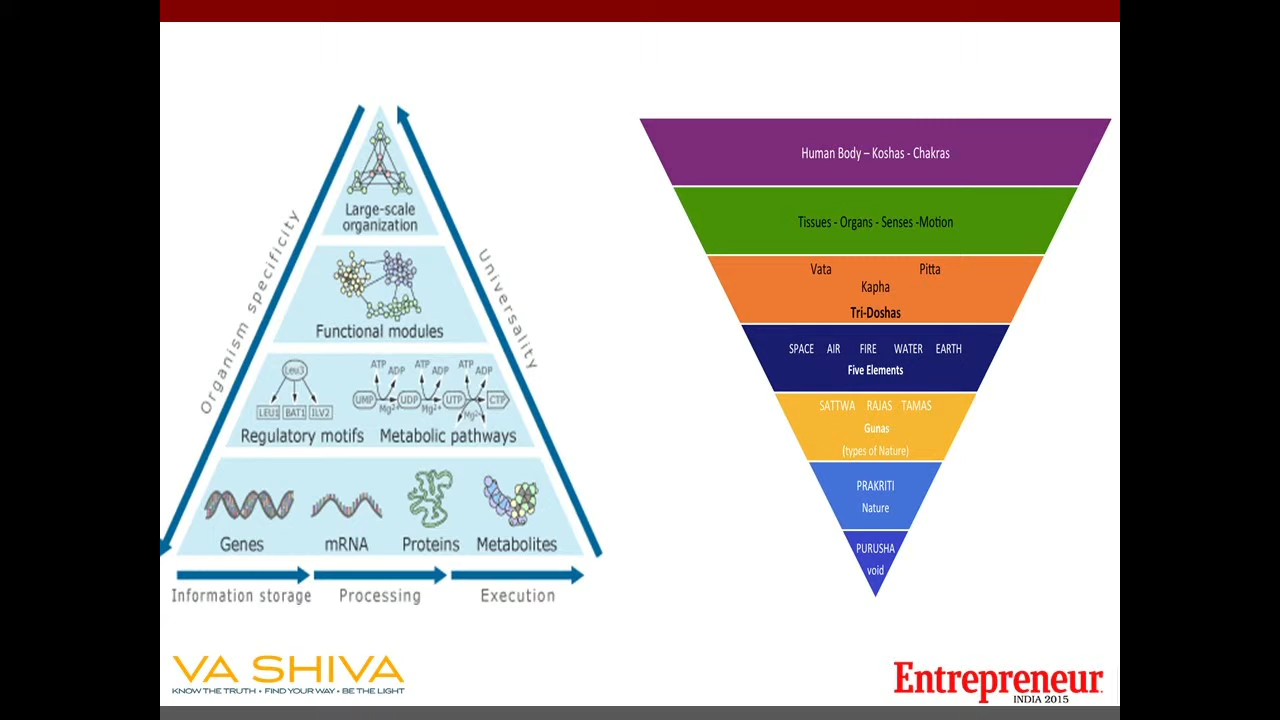 Organism specificity
Universality
Large-scale
organization
Functional modules
Leu3
LEU1 BAT1 ILV2
Regulatory motifs
ATP ADP ATP ADP ATP ADP
UMP UDP UTP CTP
Mg2+ Mg2+ Mg2+
Metabolic pathways
Genes mRNA Proteins Metabolites
Information storage Processing Execution
Human Body – Koshas - Chakras
Tissues - Organs - Senses -Motion
Vata Pitta
Kapha
Tri-Doshas
SPACE AIR FIRE WATER EARTH
Five Elements
SATTWA RAJAS TAMAS
Gunas
(types of Nature)
PRAKRITI
Nature
PURUSHA
void
VA SHIVA
KNOW THE TRUTH • FIND YOUR WAY • BE THE LIGHT
Entrepreneur
INDIA 2015